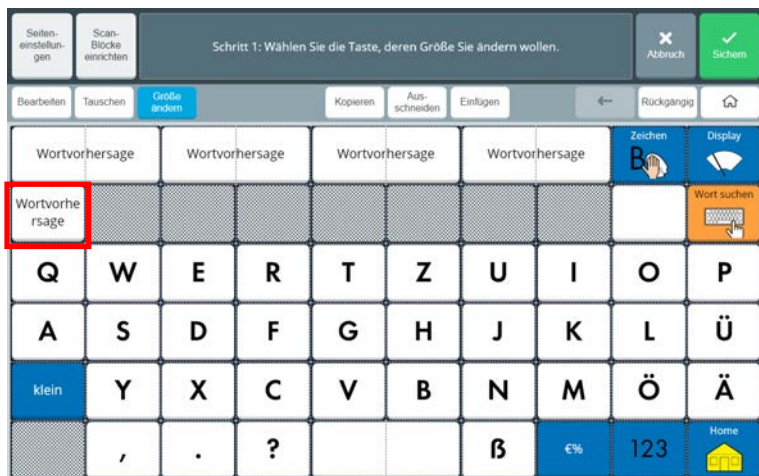 Seiten-
einstellun-
gen
Scan-
Blöcke
einrichten
Schritt 1: Wählen Sie die Taste, deren Größe Sie ändern wollen.
Abbruch
Sichern
Bearbeiten
Tauschen
Größe
ändern
Kopieren
Aus-
schneiden
Einfügen
Rückgängig
Wortvorhersage Wortvorhersage Wortvorhersage Wortvorhersage
Zeichen
B
Display
Wortvorhe
rsage
Wort suchen
Q W E R T Z U I O P
A S D F G H J K L Ü
klein Y X C V B N M Ö Ä
, . ? ß €% 123
Home